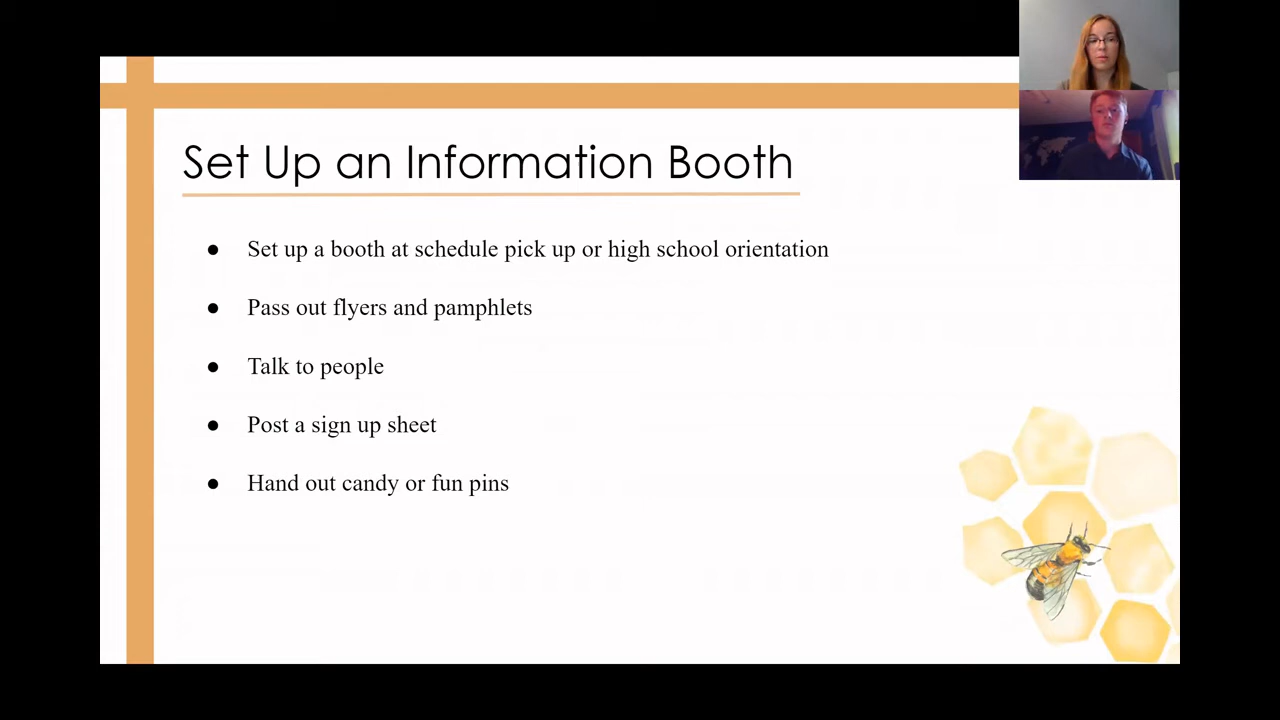 Set Up an Information Booth
● Set up a booth at schedule pick up or high school orientation
● Pass out flyers and pamphlets
● Talk to people
● Post a sign up sheet
● Hand out candy or fun pins